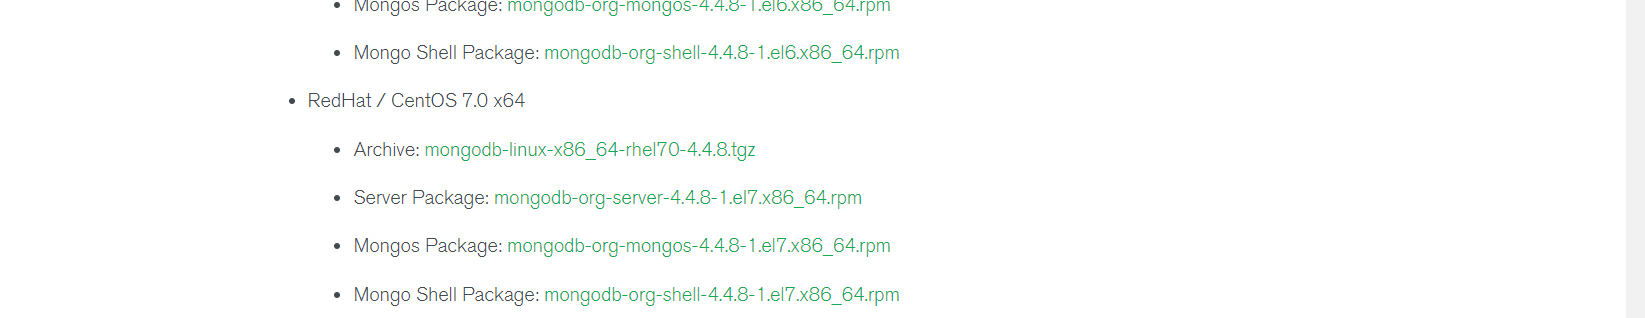 Mongos Package: mongodb-org-mongos-4.4.8-1.el6.x86_64.rpm
Mongo Shell Package: mongodb-org-shell-4.4.8-1.el6.x86_64.rpm
RedHat / CentOS 7.0 x64
Archive: mongodb-linux-x86_64-rhel70-4.4.8.tgz
Server Package: mongodb-org-server-4.4.8-1.el7.x86_64.rpm
Mongos Package: mongodb-org-mongos-4.4.8-1.el7.x86_64.rpm
Mongo Shell Package: mongodb-org-shell-4.4.8-1.el7.x86_64.rpm